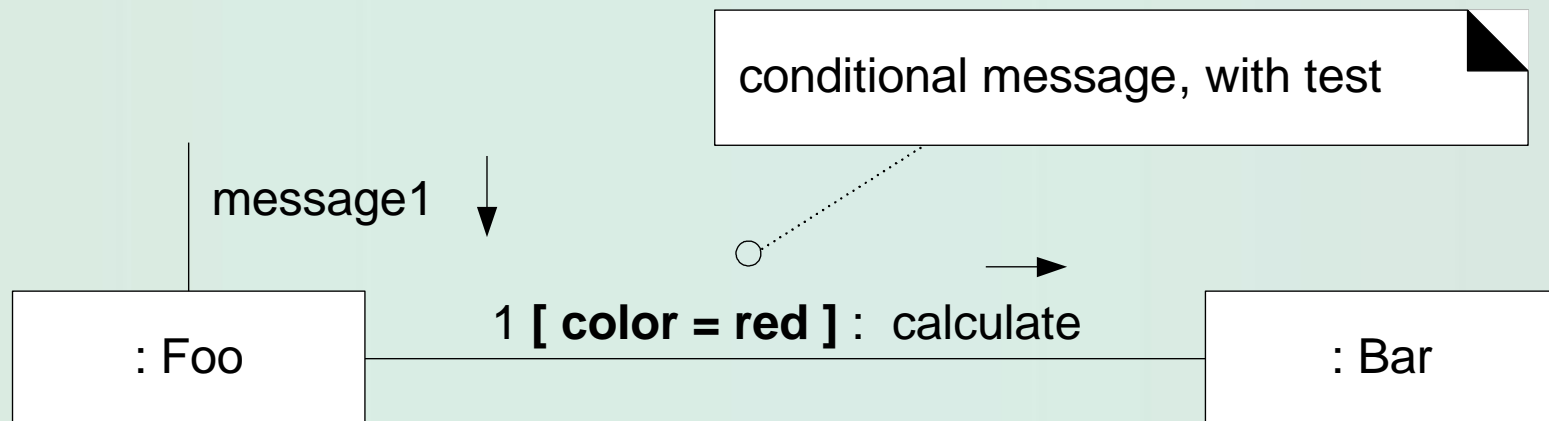 conditional message, with test
message1
1 [ color = red ] : calculate
: Foo
: Bar